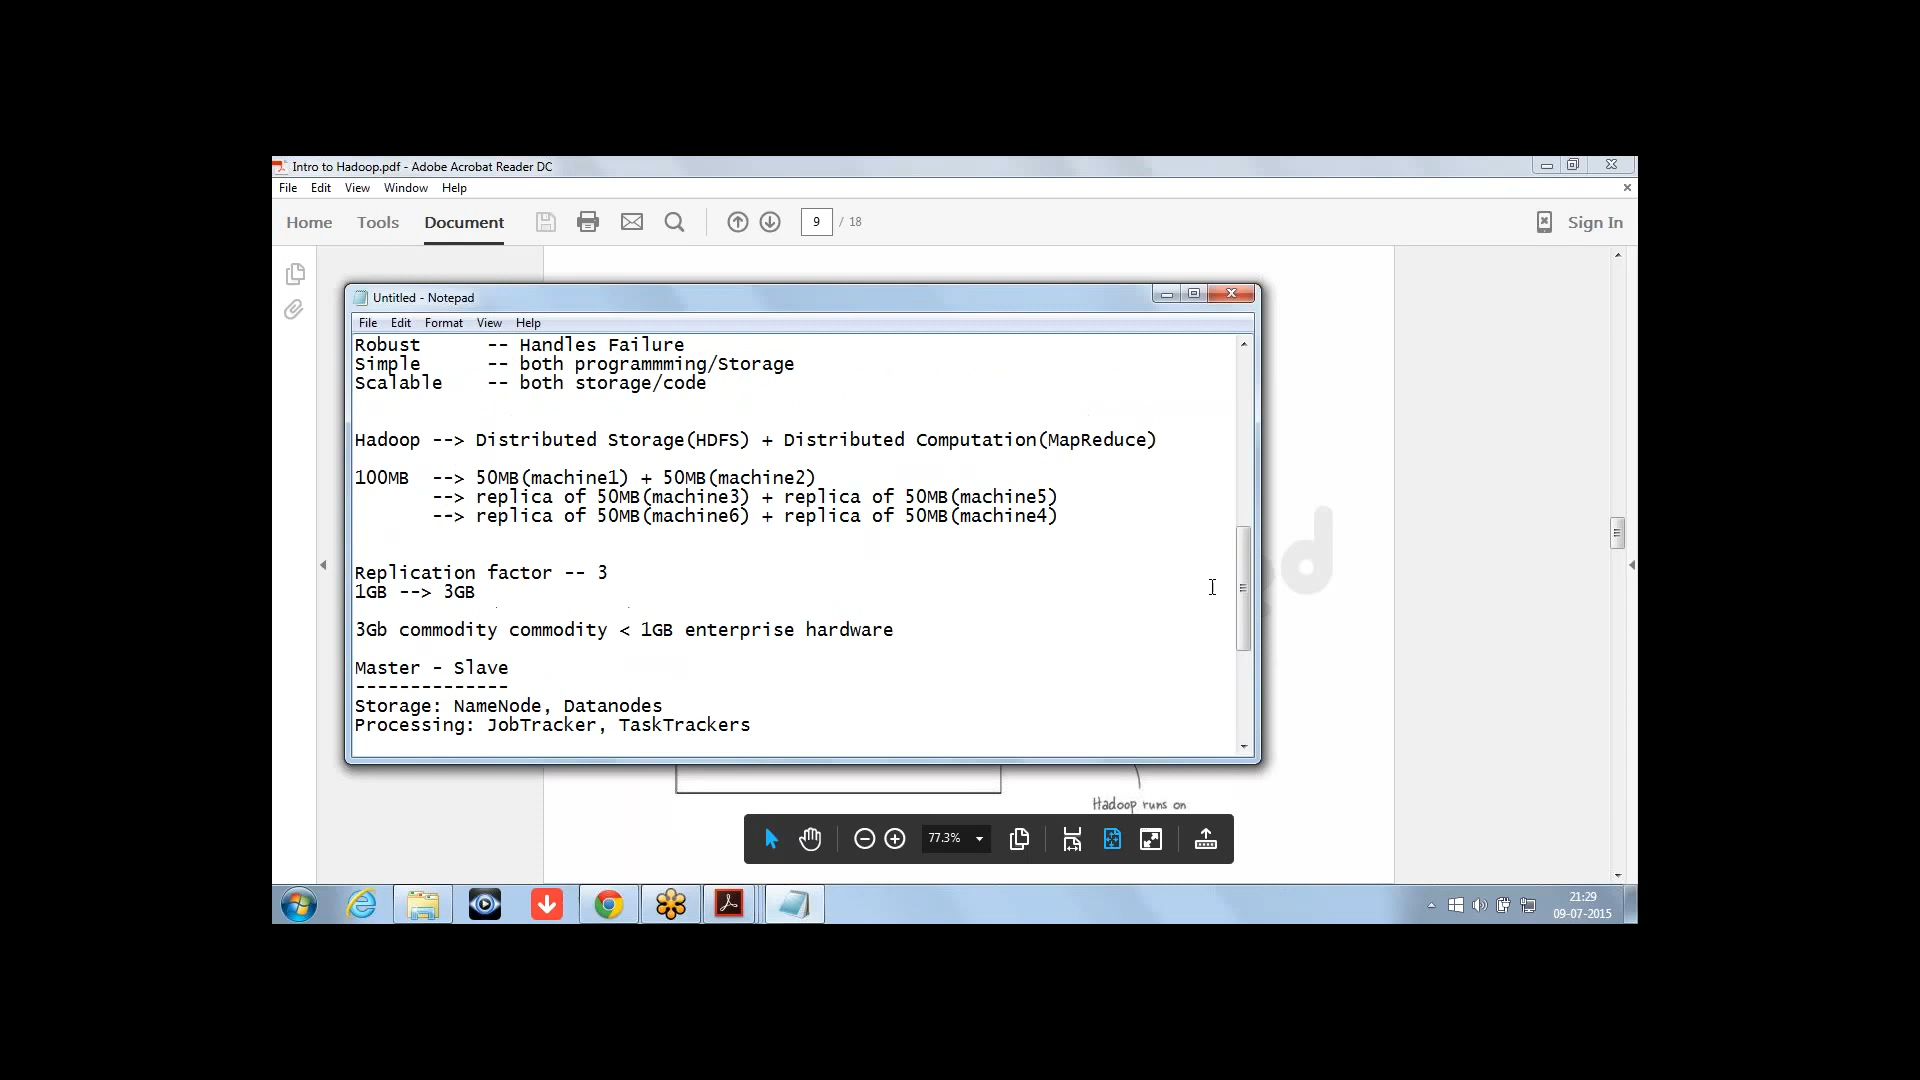 Intro to Hadoop.pdf - Adobe Acrobat Reader DC
File Edit View Window Help
Home Tools Document 9 / 18 Sign In
Untitled - Notepad
File Edit Format View Help
Robust -- Handles Failure
Simple -- both programmming/Storage
Scalable -- both storage/code
Hadoop --> Distributed Storage(HDFS) + Distributed Computation(MapReduce)
100MB --> 50MB(machine1) + 50MB(machine2)
--> replica of 50MB(machine3) + replica of 50MB(machine5)
--> replica of 50MB(machine6) + replica of 50MB(machine4)
Replication factor -- 3
1GB --> 3GB
3Gb commodity commodity < 1GB enterprise hardware
Master - Slave
--------------
Storage: NameNode, Datanodes
Processing: JobTracker, TaskTrackers
Hadoop runs on
77.3%
21:29
09-07-2015